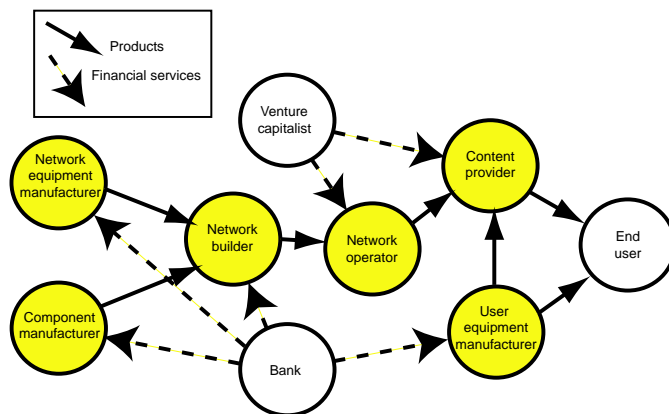 Products
Financial services
Venture
capitalist
Network
equipment
manufacturer
Content
provider
Network
builder
Network
operator
End
user
Component
manufacturer
User
equipment
manufacturer
Bank